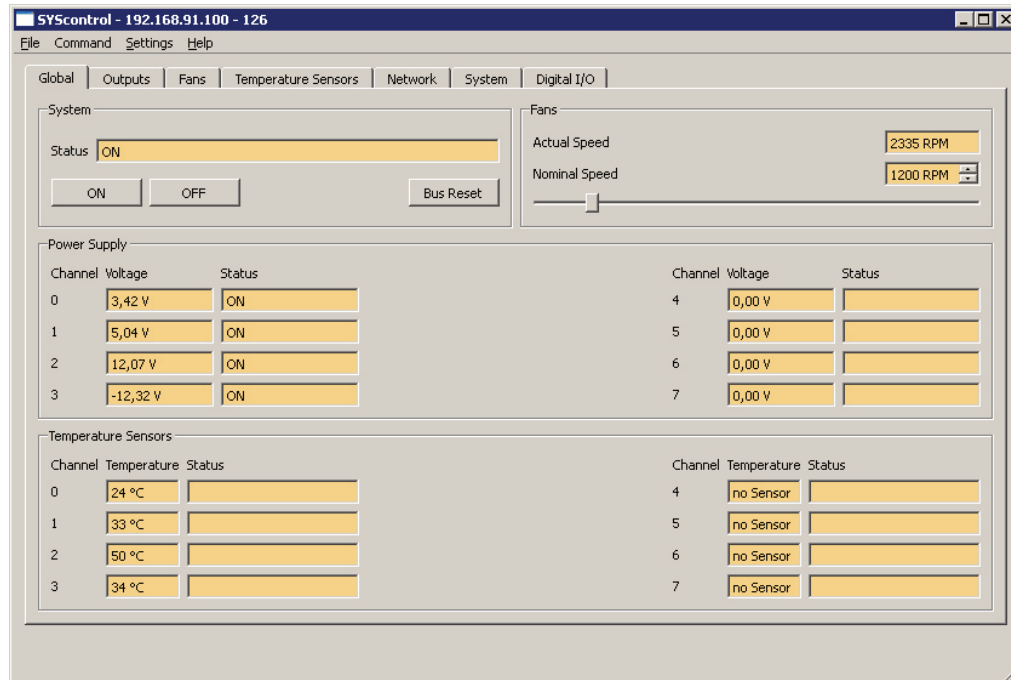 SYScontrol - 192.168.91.100 - 126
File Command Settings Help
Global Outputs Fans Temperature Sensors Network System Digital I/O
System
Status ON
ON OFF Bus Reset
Fans
Actual Speed 2335 RPM
Nominal Speed 1200 RPM
Power Supply
Channel Voltage Status Channel Voltage Status
0 3,42 V ON 4 0,00 V
1 5,04 V ON 5 0,00 V
2 12,07 V ON 6 0,00 V
3 -12,32 V ON 7 0,00 V
Temperature Sensors
Channel Temperature Status Channel Temperature Status
0 24 °C 4 no Sensor
1 33 °C 5 no Sensor
2 50 °C 6 no Sensor
3 34 °C 7 no Sensor